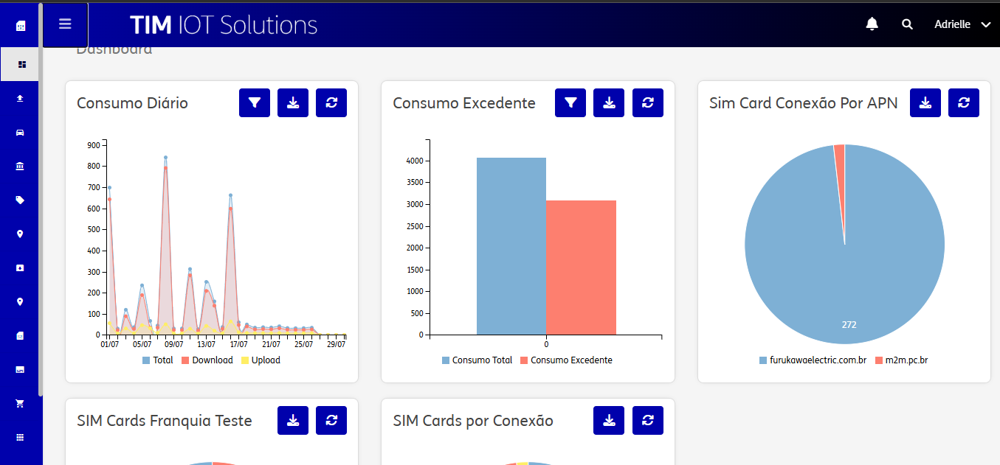 TIM IOT Solutions
Adrielle
Dashboard
Consumo Diário
900
800
700
600
500
400
300
200
100
0
01/07 05/07 09/07 13/07 17/07 21/07 25/07 29/07
Total Download Upload
Consumo Excedente
4000
3500
3000
2500
2000
1500
1000
500
0
0
Consumo Total Consumo Excedente
Sim Card Conexão Por APN
272
furukawaelectric.com.br m2m.pc.br
SIM Cards Franquia Teste
SIM Cards por Conexão